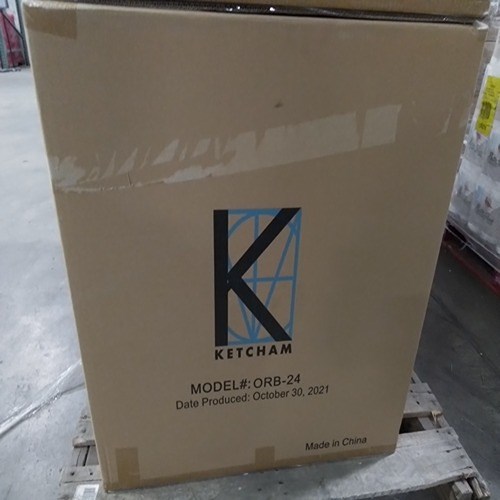 K
KETCHAM
MODEL#: ORB-24
Date Produced: October 30, 2021
Made in China